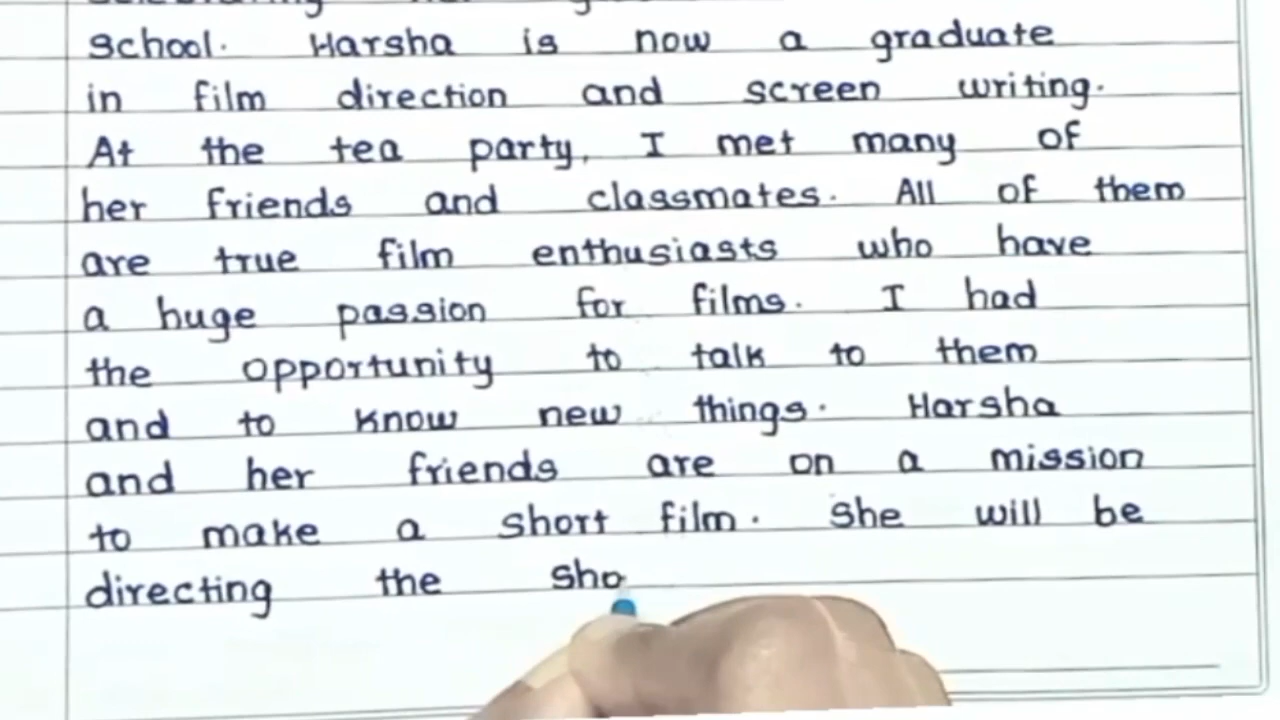 school. Harsha is now a graduate
in film direction and screen writing.
At the tea party, I met many of
her friends and classmates. All of them
are true film enthusiasts who have
a huge passion for films. I had
the opportunity to talk to them
and to know new things. Harsha
and her friends are on a mission
to make a short film. She will be
directing the sho